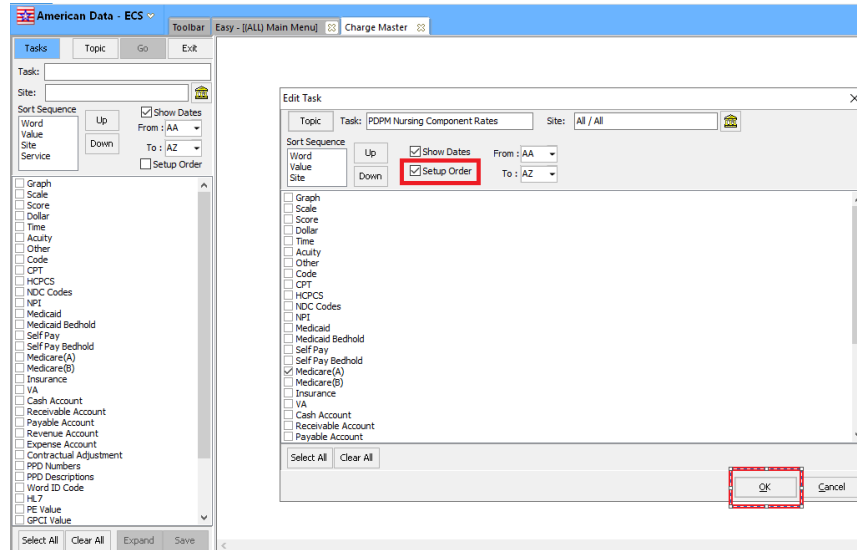 American Data - ECS
Toolbar
Easy - [(ALL) Main Menu]
Charge Master
Tasks
Topic
Go
Exit
Task:
Site:
Sort Sequence
Word
Value
Site
Service
Up
Down
Show Dates
From : AA
To : AZ
Setup Order
Graph
Scale
Score
Dollar
Time
Acuity
Other
Code
CPT
HCPCS
NDC Codes
NPI
Medicaid
Medicaid Bedhold
Self Pay
Self Pay Bedhold
Medicare(A)
Medicare(B)
Insurance
VA
Cash Account
Receivable Account
Payable Account
Revenue Account
Expense Account
Contractual Adjustment
PPD Numbers
PPD Descriptions
Word ID Code
HL7
PE Value
GPCI Value
Select All
Clear All
Expand
Save
Edit Task
Topic
Task: PDPM Nursing Component Rates
Site: All / All
Sort Sequence
Word
Value
Site
Up
Down
Show Dates
Setup Order
From : AA
To : AZ
Graph
Scale
Score
Dollar
Time
Acuity
Other
Code
CPT
HCPCS
NDC Codes
NPI
Medicaid
Medicaid Bedhold
Self Pay
Self Pay Bedhold
Medicare(A)
Medicare(B)
Insurance
VA
Cash Account
Receivable Account
Payable Account
Select All
Clear All
OK
Cancel